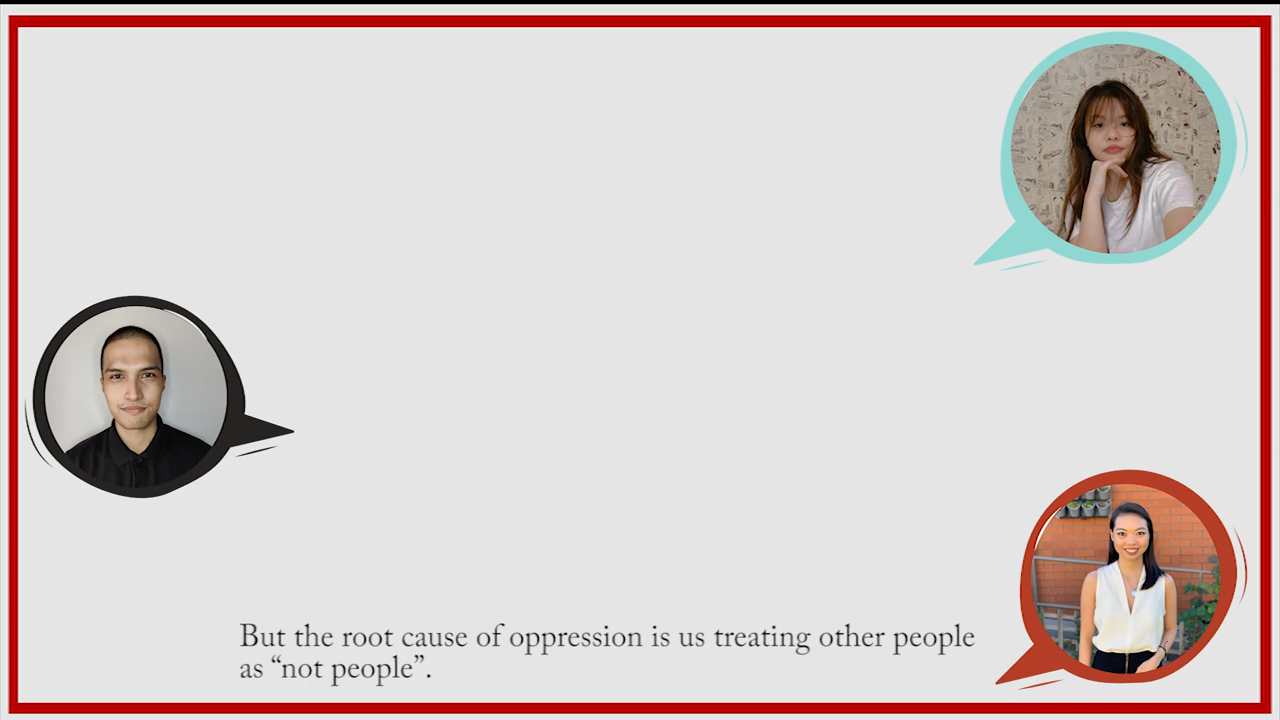 But the root cause of oppression is us treating other people
as “not people”.